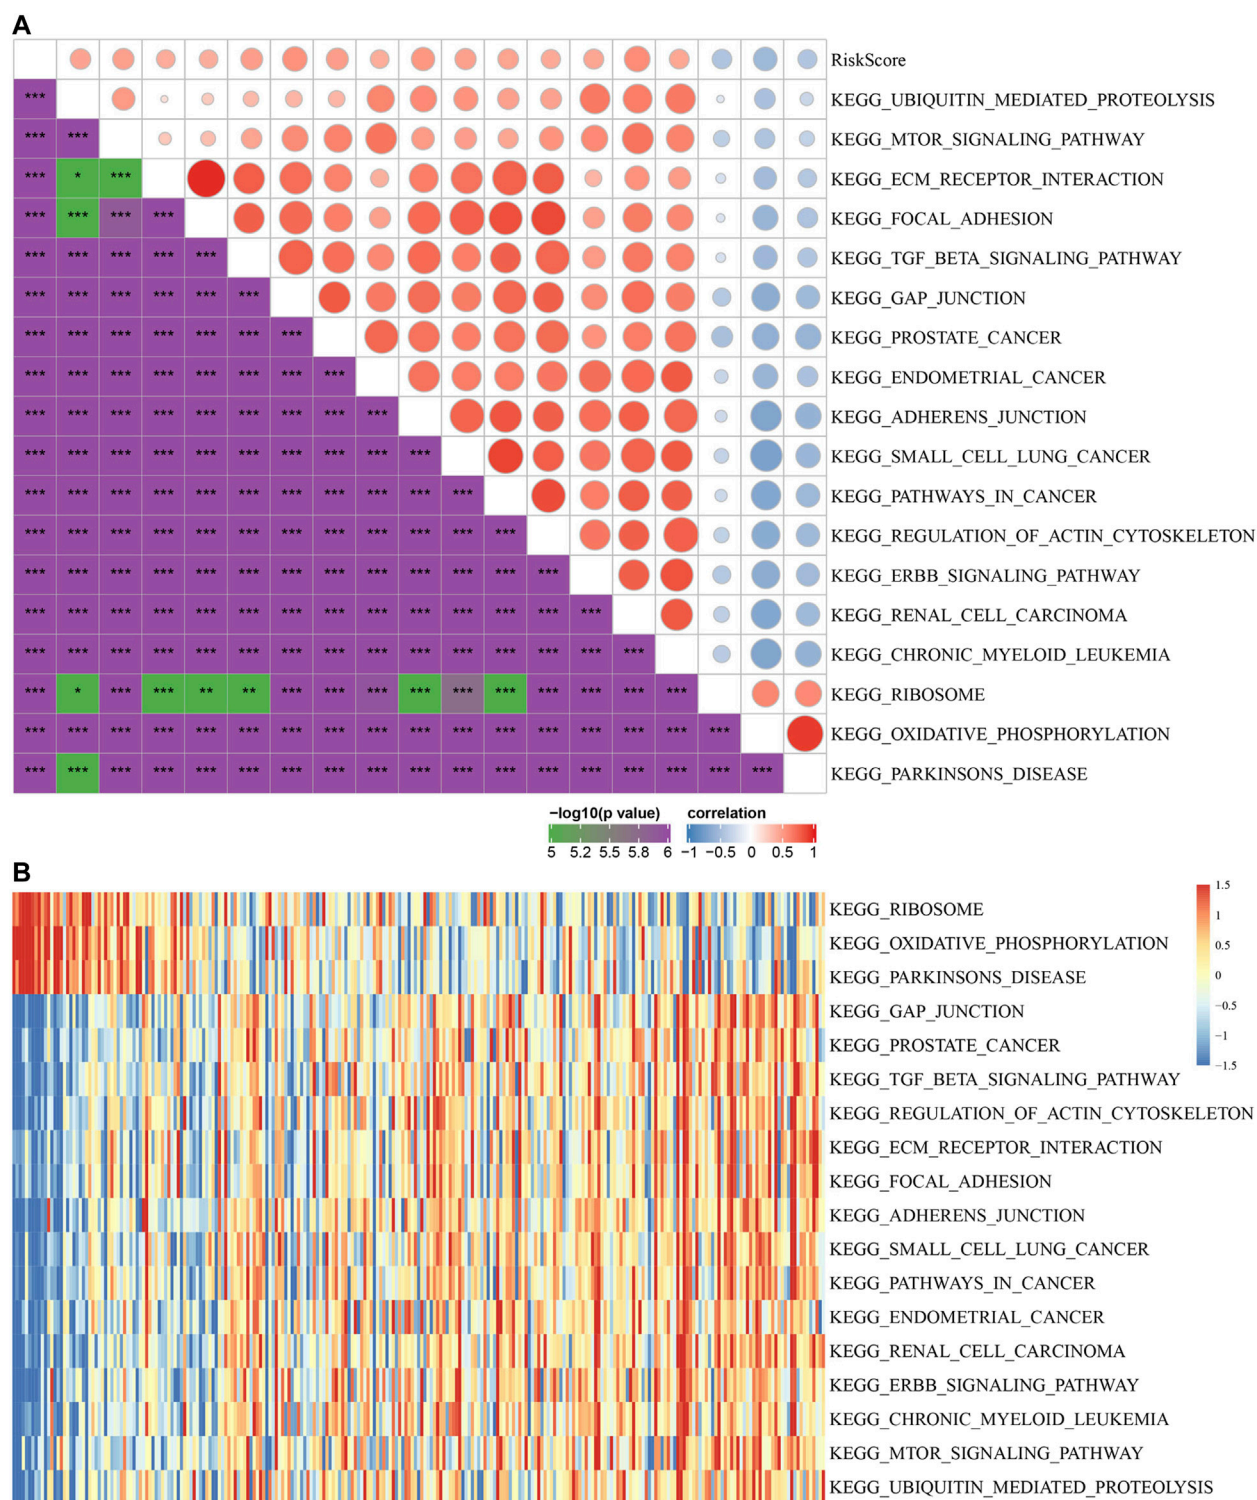 A
RiskScore
*** KEGG_UBIQUITIN_MEDIATED_PROTEOLYSIS
*** *** KEGG_MTOR_SIGNALING_PATHWAY
*** * *** KEGG_ECM_RECEPTOR_INTERACTION
*** *** *** *** KEGG_FOCAL_ADHESION
*** *** *** *** *** KEGG_TGF_BETA_SIGNALING_PATHWAY
*** *** *** *** *** *** KEGG_GAP_JUNCTION
*** *** *** *** *** *** *** KEGG_PROSTATE_CANCER
*** *** *** *** *** *** *** *** KEGG_ENDOMETRIAL_CANCER
*** *** *** *** *** *** *** *** *** KEGG_ADHERENS_JUNCTION
*** *** *** *** *** *** *** *** *** *** KEGG_SMALL_CELL_LUNG_CANCER
*** *** *** *** *** *** *** *** *** *** *** KEGG_PATHWAYS_IN_CANCER
*** *** *** *** *** *** *** *** *** *** *** *** KEGG_REGULATION_OF_ACTIN_CYTOSKELETON
*** *** *** *** *** *** *** *** *** *** *** *** *** KEGG_ERBB_SIGNALING_PATHWAY
*** *** *** *** *** *** *** *** *** *** *** *** *** *** KEGG_RENAL_CELL_CARCINOMA
*** *** *** *** *** *** *** *** *** *** *** *** *** *** *** KEGG_CHRONIC_MYELOID_LEUKEMIA
*** * *** *** ** ** *** *** *** *** *** *** *** *** *** *** KEGG_RIBOSOME
*** *** *** *** *** *** *** *** *** *** *** *** *** *** *** *** *** KEGG_OXIDATIVE_PHOSPHORYLATION
*** *** *** *** *** *** *** *** *** *** *** *** *** *** *** *** *** *** KEGG_PARKINSONS_DISEASE
−log10(p value) correlation
5 5.2 5.5 5.8 6 −1 −0.5 0 0.5 1
B
1.5
1
0.5
0
−0.5
−1
−1.5
KEGG_RIBOSOME
KEGG_OXIDATIVE_PHOSPHORYLATION
KEGG_PARKINSONS_DISEASE
KEGG_GAP_JUNCTION
KEGG_PROSTATE_CANCER
KEGG_TGF_BETA_SIGNALING_PATHWAY
KEGG_REGULATION_OF_ACTIN_CYTOSKELETON
KEGG_ECM_RECEPTOR_INTERACTION
KEGG_FOCAL_ADHESION
KEGG_ADHERENS_JUNCTION
KEGG_SMALL_CELL_LUNG_CANCER
KEGG_PATHWAYS_IN_CANCER
KEGG_ENDOMETRIAL_CANCER
KEGG_RENAL_CELL_CARCINOMA
KEGG_ERBB_SIGNALING_PATHWAY
KEGG_CHRONIC_MYELOID_LEUKEMIA
KEGG_MTOR_SIGNALING_PATHWAY
KEGG_UBIQUITIN_MEDIATED_PROTEOLYSIS